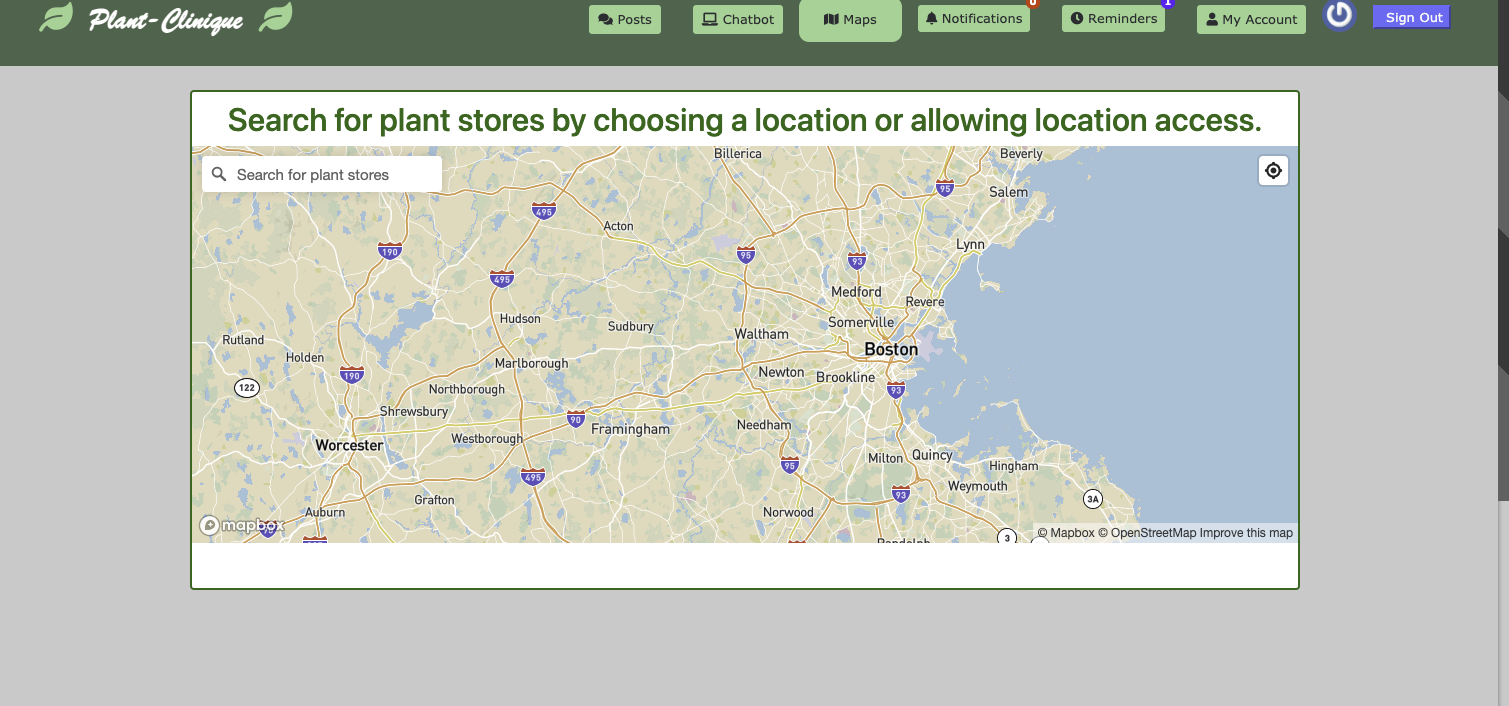 Plant-Clinique
Posts
Chatbot
Maps
Notifications
0
Reminders
1
My Account
Sign Out
Search for plant stores by choosing a location or allowing location access.
Search for plant stores
Billerica
Beverly
95
Salem
495
Acton
190
95
Lynn
93
495
Medford
Revere
Hudson
Sudbury
Somerville
Waltham
Rutland
Boston
Holden
Marlborough
190
Newton
Brookline
122
Northborough
93
Shrewsbury
90
Framingham
Needham
Worcester
Westborough
Milton
Quincy
95
Hingham
495
Weymouth
93
3A
Grafton
Auburn
Norwood
mapbox
3
Randolph
© Mapbox © OpenStreetMap Improve this map